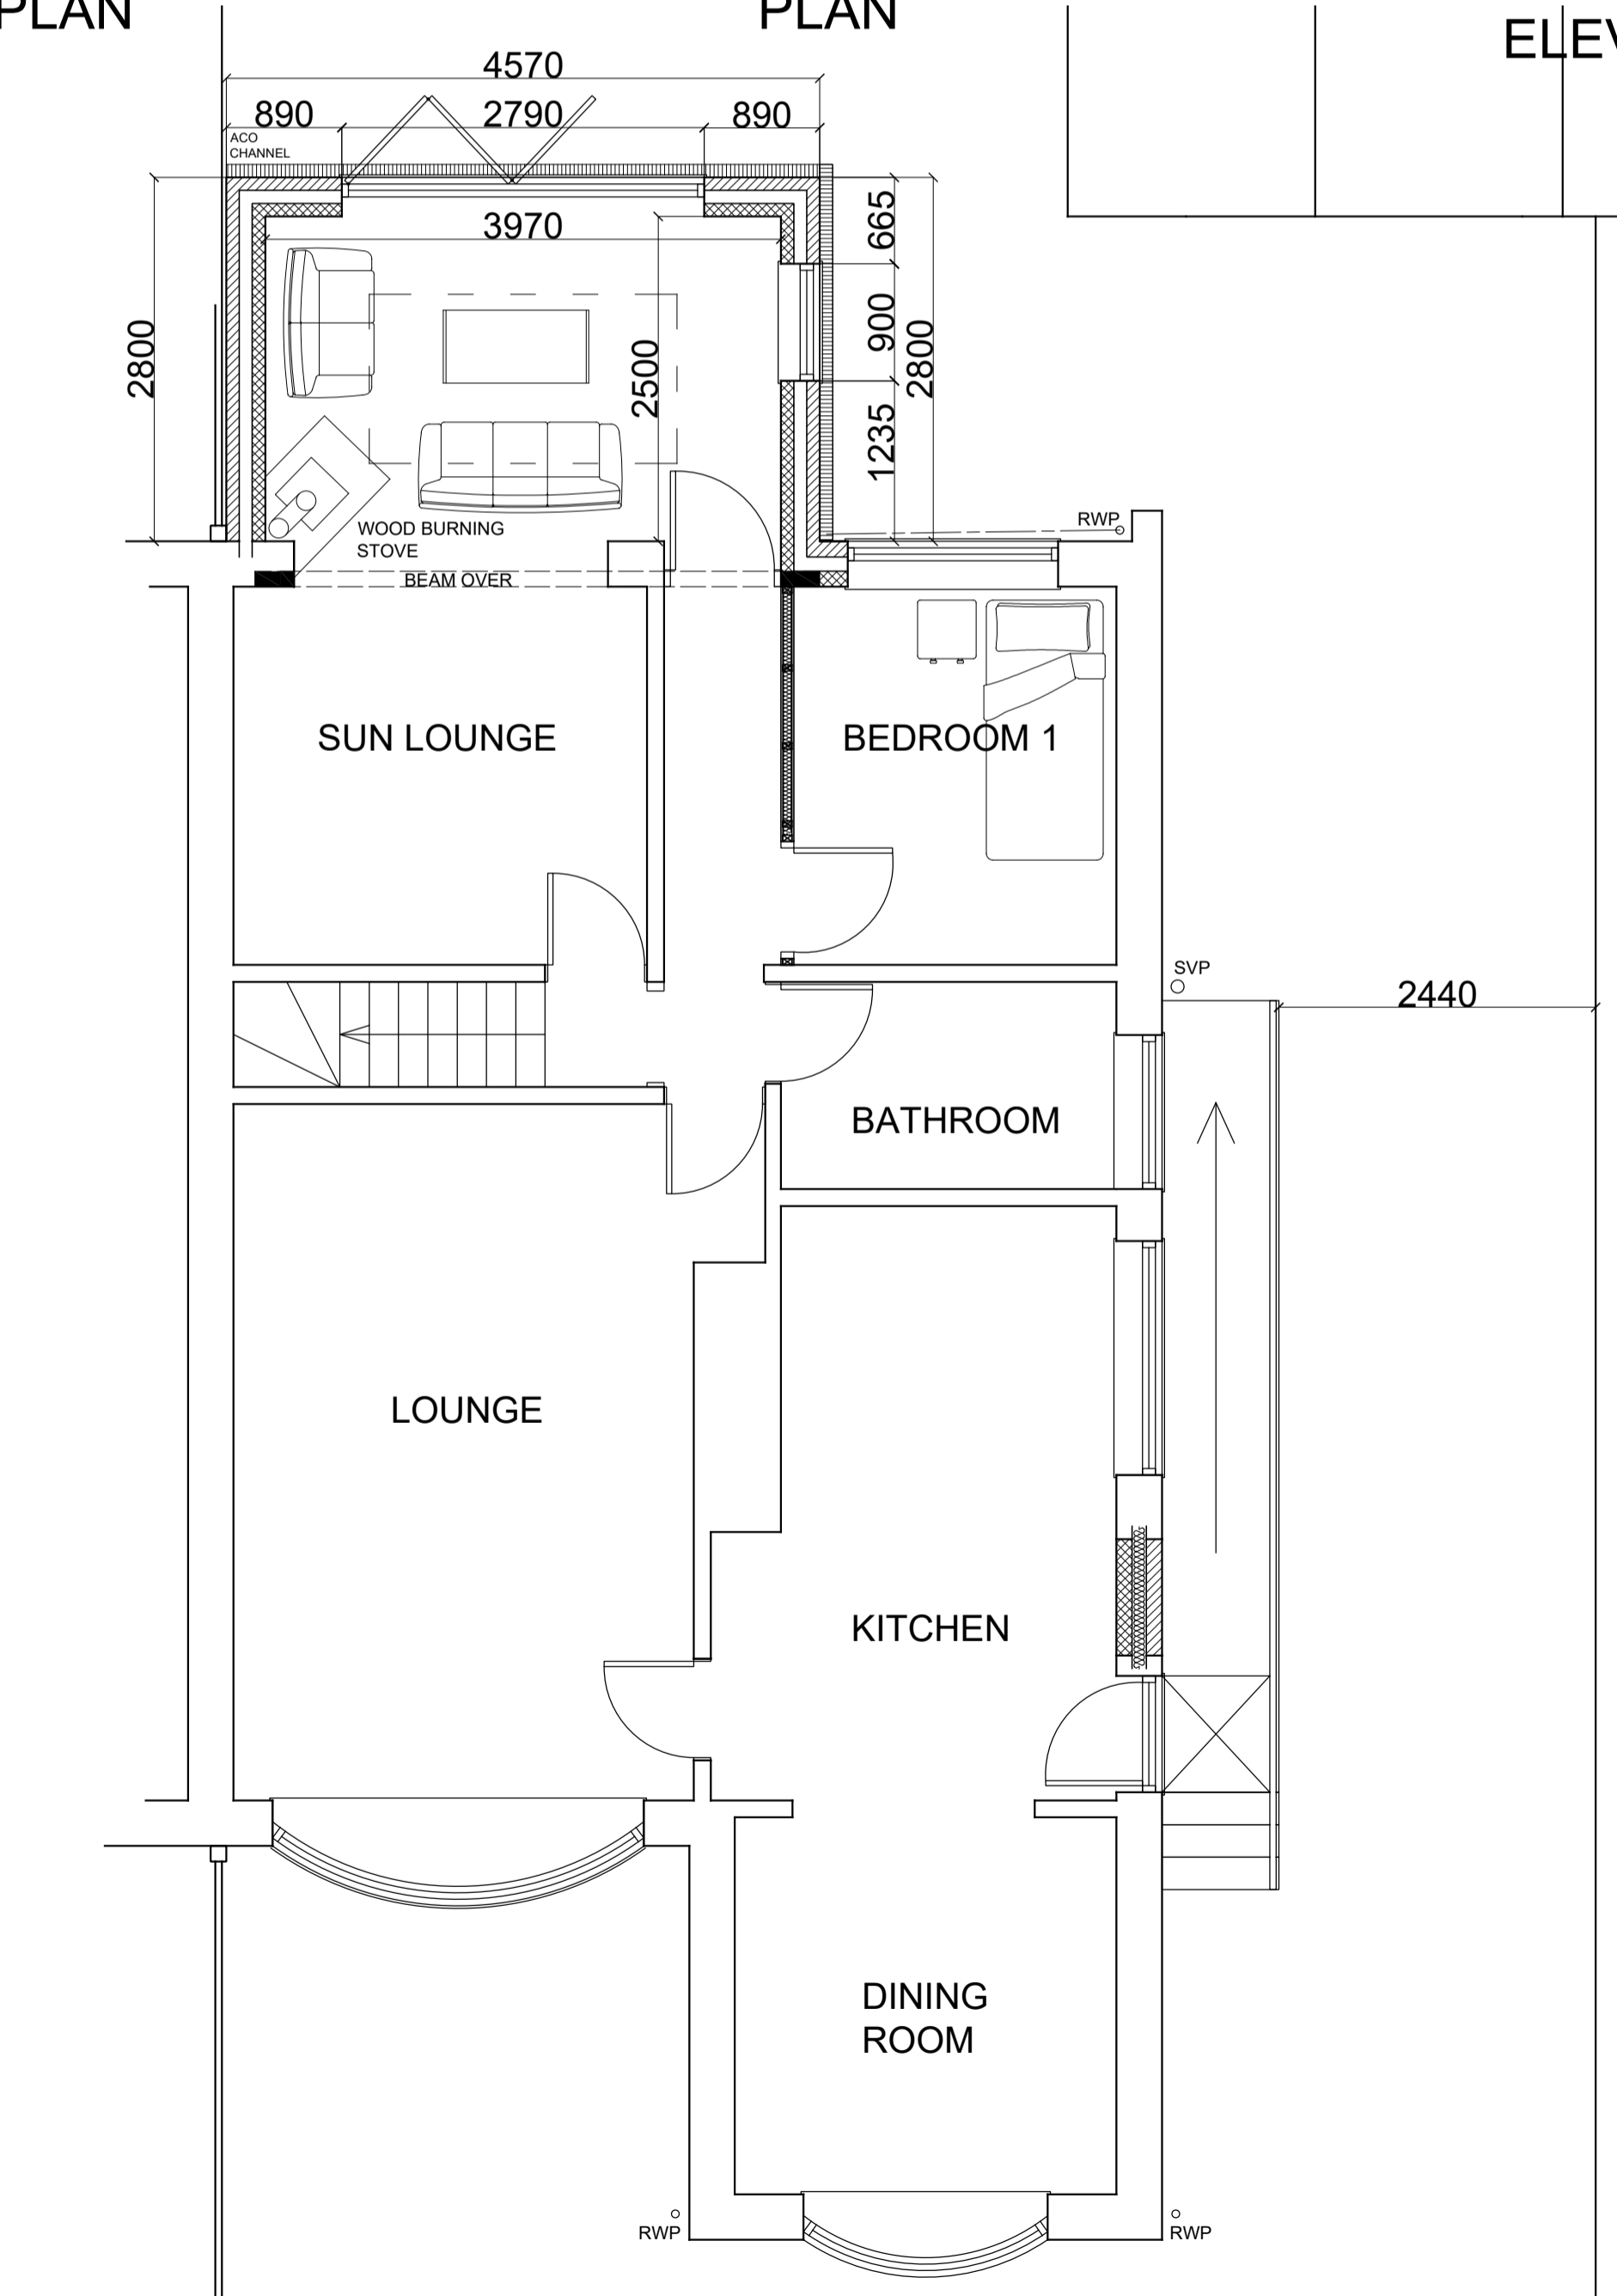 PLAN
PLAN
ELEV
4570
890
2790
890
ACO
CHANNEL
3970
665
900
2800
1235
2800
2500
WOOD BURNING
STOVE
BEAM OVER
RWP
SUN LOUNGE
BEDROOM 1
SVP
2440
BATHROOM
LOUNGE
KITCHEN
DINING
ROOM
RWP
RWP